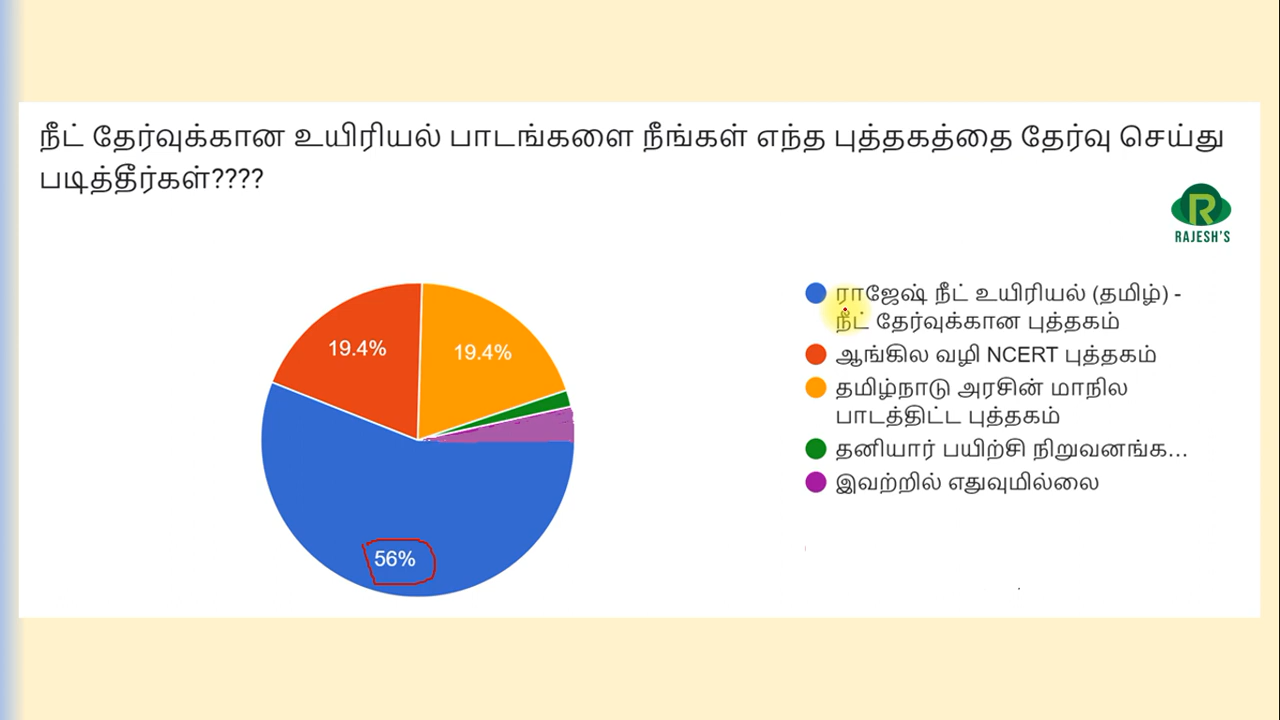 நீட் தேர்வுக்கான உயிரியல் பாடங்களை நீங்கள் எந்த புத்தகத்தை தேர்வு செய்து
படித்தீர்கள்????
RAJESH'S
ராஜேஷ் நீட் உயிரியல் (தமிழ்) -
நீட் தேர்வுக்கான புத்தகம்
ஆங்கில வழி NCERT புத்தகம்
தமிழ்நாடு அரசின் மாநில
பாடத்திட்ட புத்தகம்
தனியார் பயிற்சி நிறுவனங்க...
இவற்றில் எதுவுமில்லை
19.4%
19.4%
56%